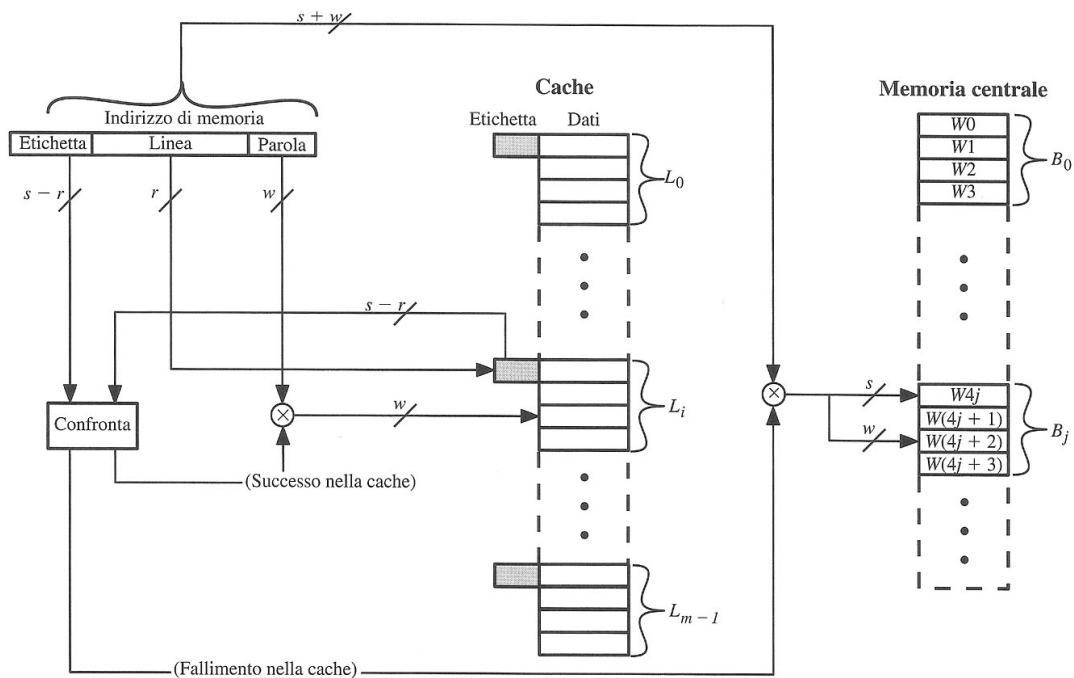 s + w
Cache
Memoria centrale
Indirizzo di memoria
Etichetta Linea Parola
Etichetta Dati
s − r
r
w
L0
W0
W1
W2
W3
B0
s − r
Confronta
w
Li
s
w
W4j
W(4j + 1)
W(4j + 2)
W(4j + 3)
Bj
(Successo nella cache)
Lm − 1
(Fallimento nella cache)